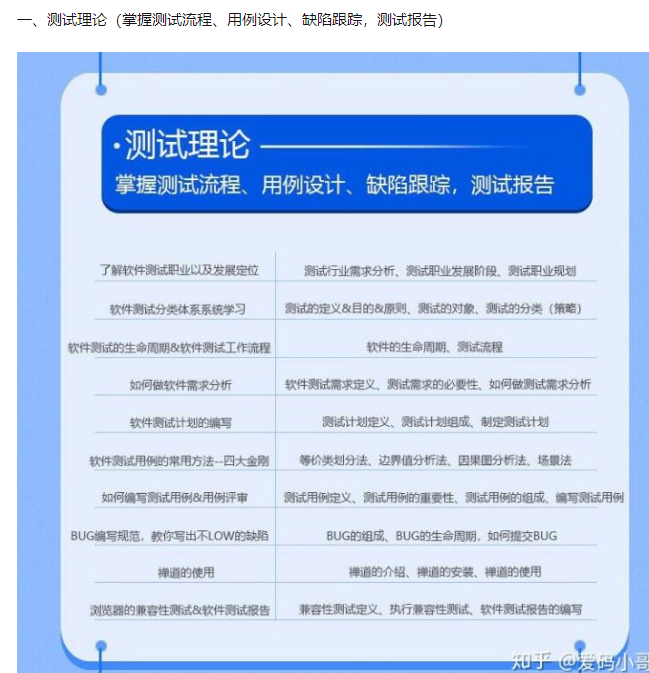 一、测试理论（掌握测试流程、用例设计、缺陷跟踪，测试报告）
·测试理论
掌握测试流程、用例设计、缺陷跟踪，测试报告
了解软件测试职业以及发展定位 测试行业需求分析、测试职业发展阶段、测试职业规划
软件测试分类体系系统学习 测试的定义&目的&原则、测试的对象、测试的分类（策略）
软件测试的生命周期&软件测试工作流程 软件的生命周期、测试流程
如何做软件需求分析 软件测试需求定义、测试需求的必要性、如何做测试需求分析
软件测试计划的编写 测试计划定义、测试计划组成、制定测试计划
软件测试用例的常用方法--四大金刚 等价类划分法、边界值分析法、因果图分析法、场景法
如何编写测试用例&用例评审 测试用例定义、测试用例的重要性、测试用例的组成、编写测试用例
BUG编写规范，教你写出不LOW的缺陷 BUG的组成、BUG的生命周期，如何提交BUG
禅道的使用 禅道的介绍、禅道的安装、禅道的使用
浏览器的兼容性测试&软件测试报告 兼容性测试定义、执行兼容性测试、软件测试报告的编写
知乎 @爱码小哥